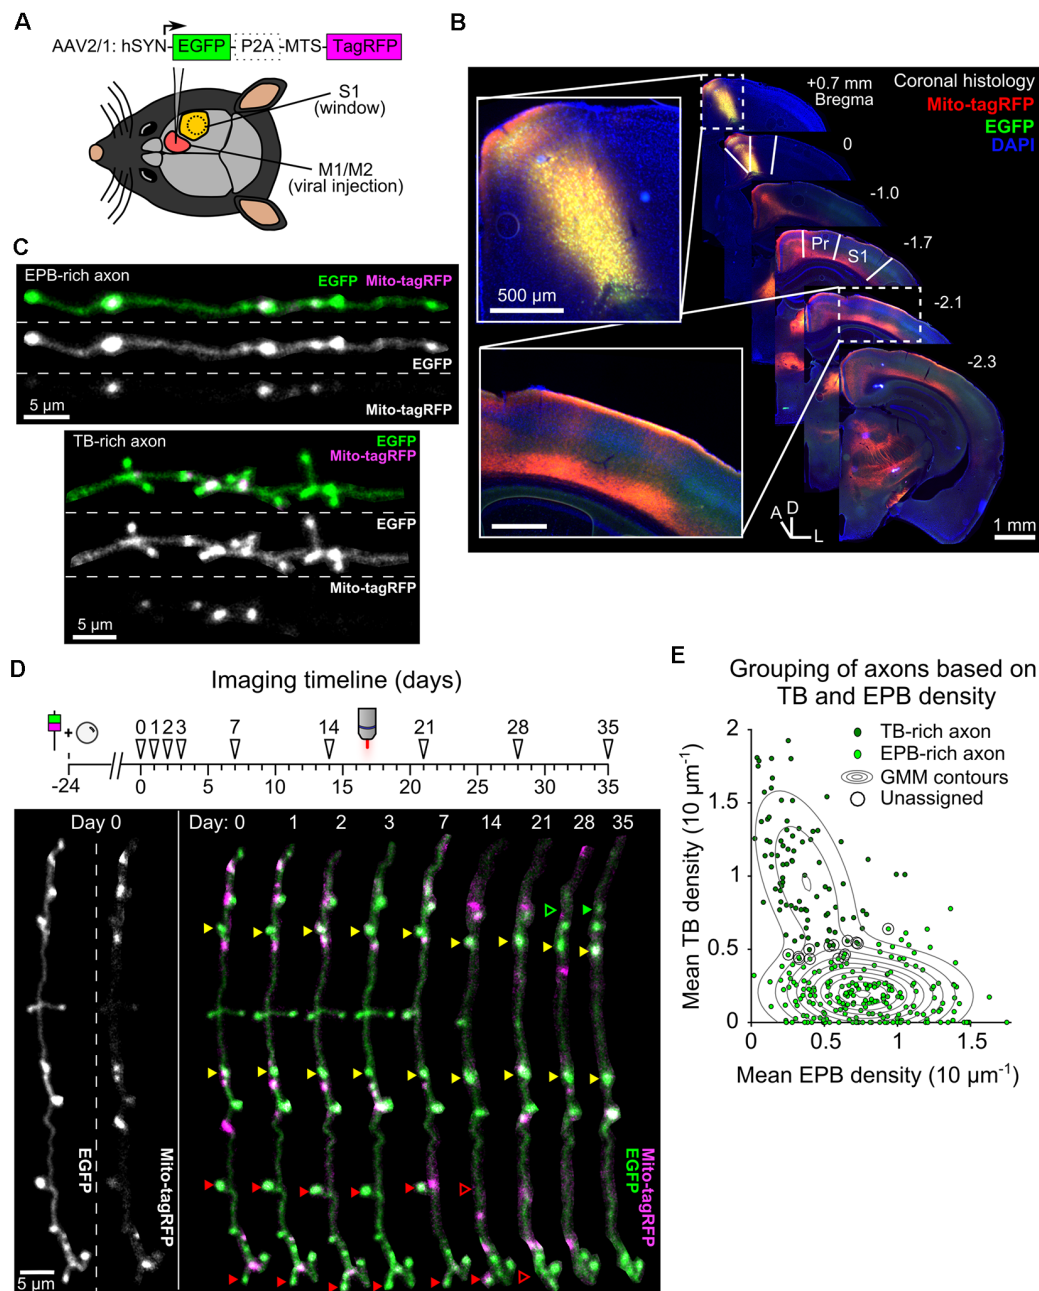 A
AAV2/1: hSYN-EGFP-P2A-MTS-TagRFP
S1
(window)
M1/M2
(viral injection)
B
+0.7 mm
Bregma
Coronal histology
Mito-tagRFP
EGFP
DAPI
0
-1.0
-1.7
Pr
S1
-2.1
-2.3
500 µm
A
D
L
1 mm
C
EPB-rich axon
EGFP Mito-tagRFP
EGFP
5 µm
Mito-tagRFP
TB-rich axon
EGFP
Mito-tagRFP
EGFP
Mito-tagRFP
5 µm
D
Imaging timeline (days)
+
0 1 2 3 7 14 21 28 35
-24 0 5 10 15 20 25 30 35
Day 0
Day: 0 1 2 3 7 14 21 28 35
EGFP
Mito-tagRFP
Mito-tagRFP
EGFP
5 µm
E
Grouping of axons based on
TB and EPB density
TB-rich axon
EPB-rich axon
GMM contours
Unassigned
Mean TB density (10 µm-1)
2
1.5
1
0.5
0
0 0.5 1 1.5
Mean EPB density (10 µm-1)